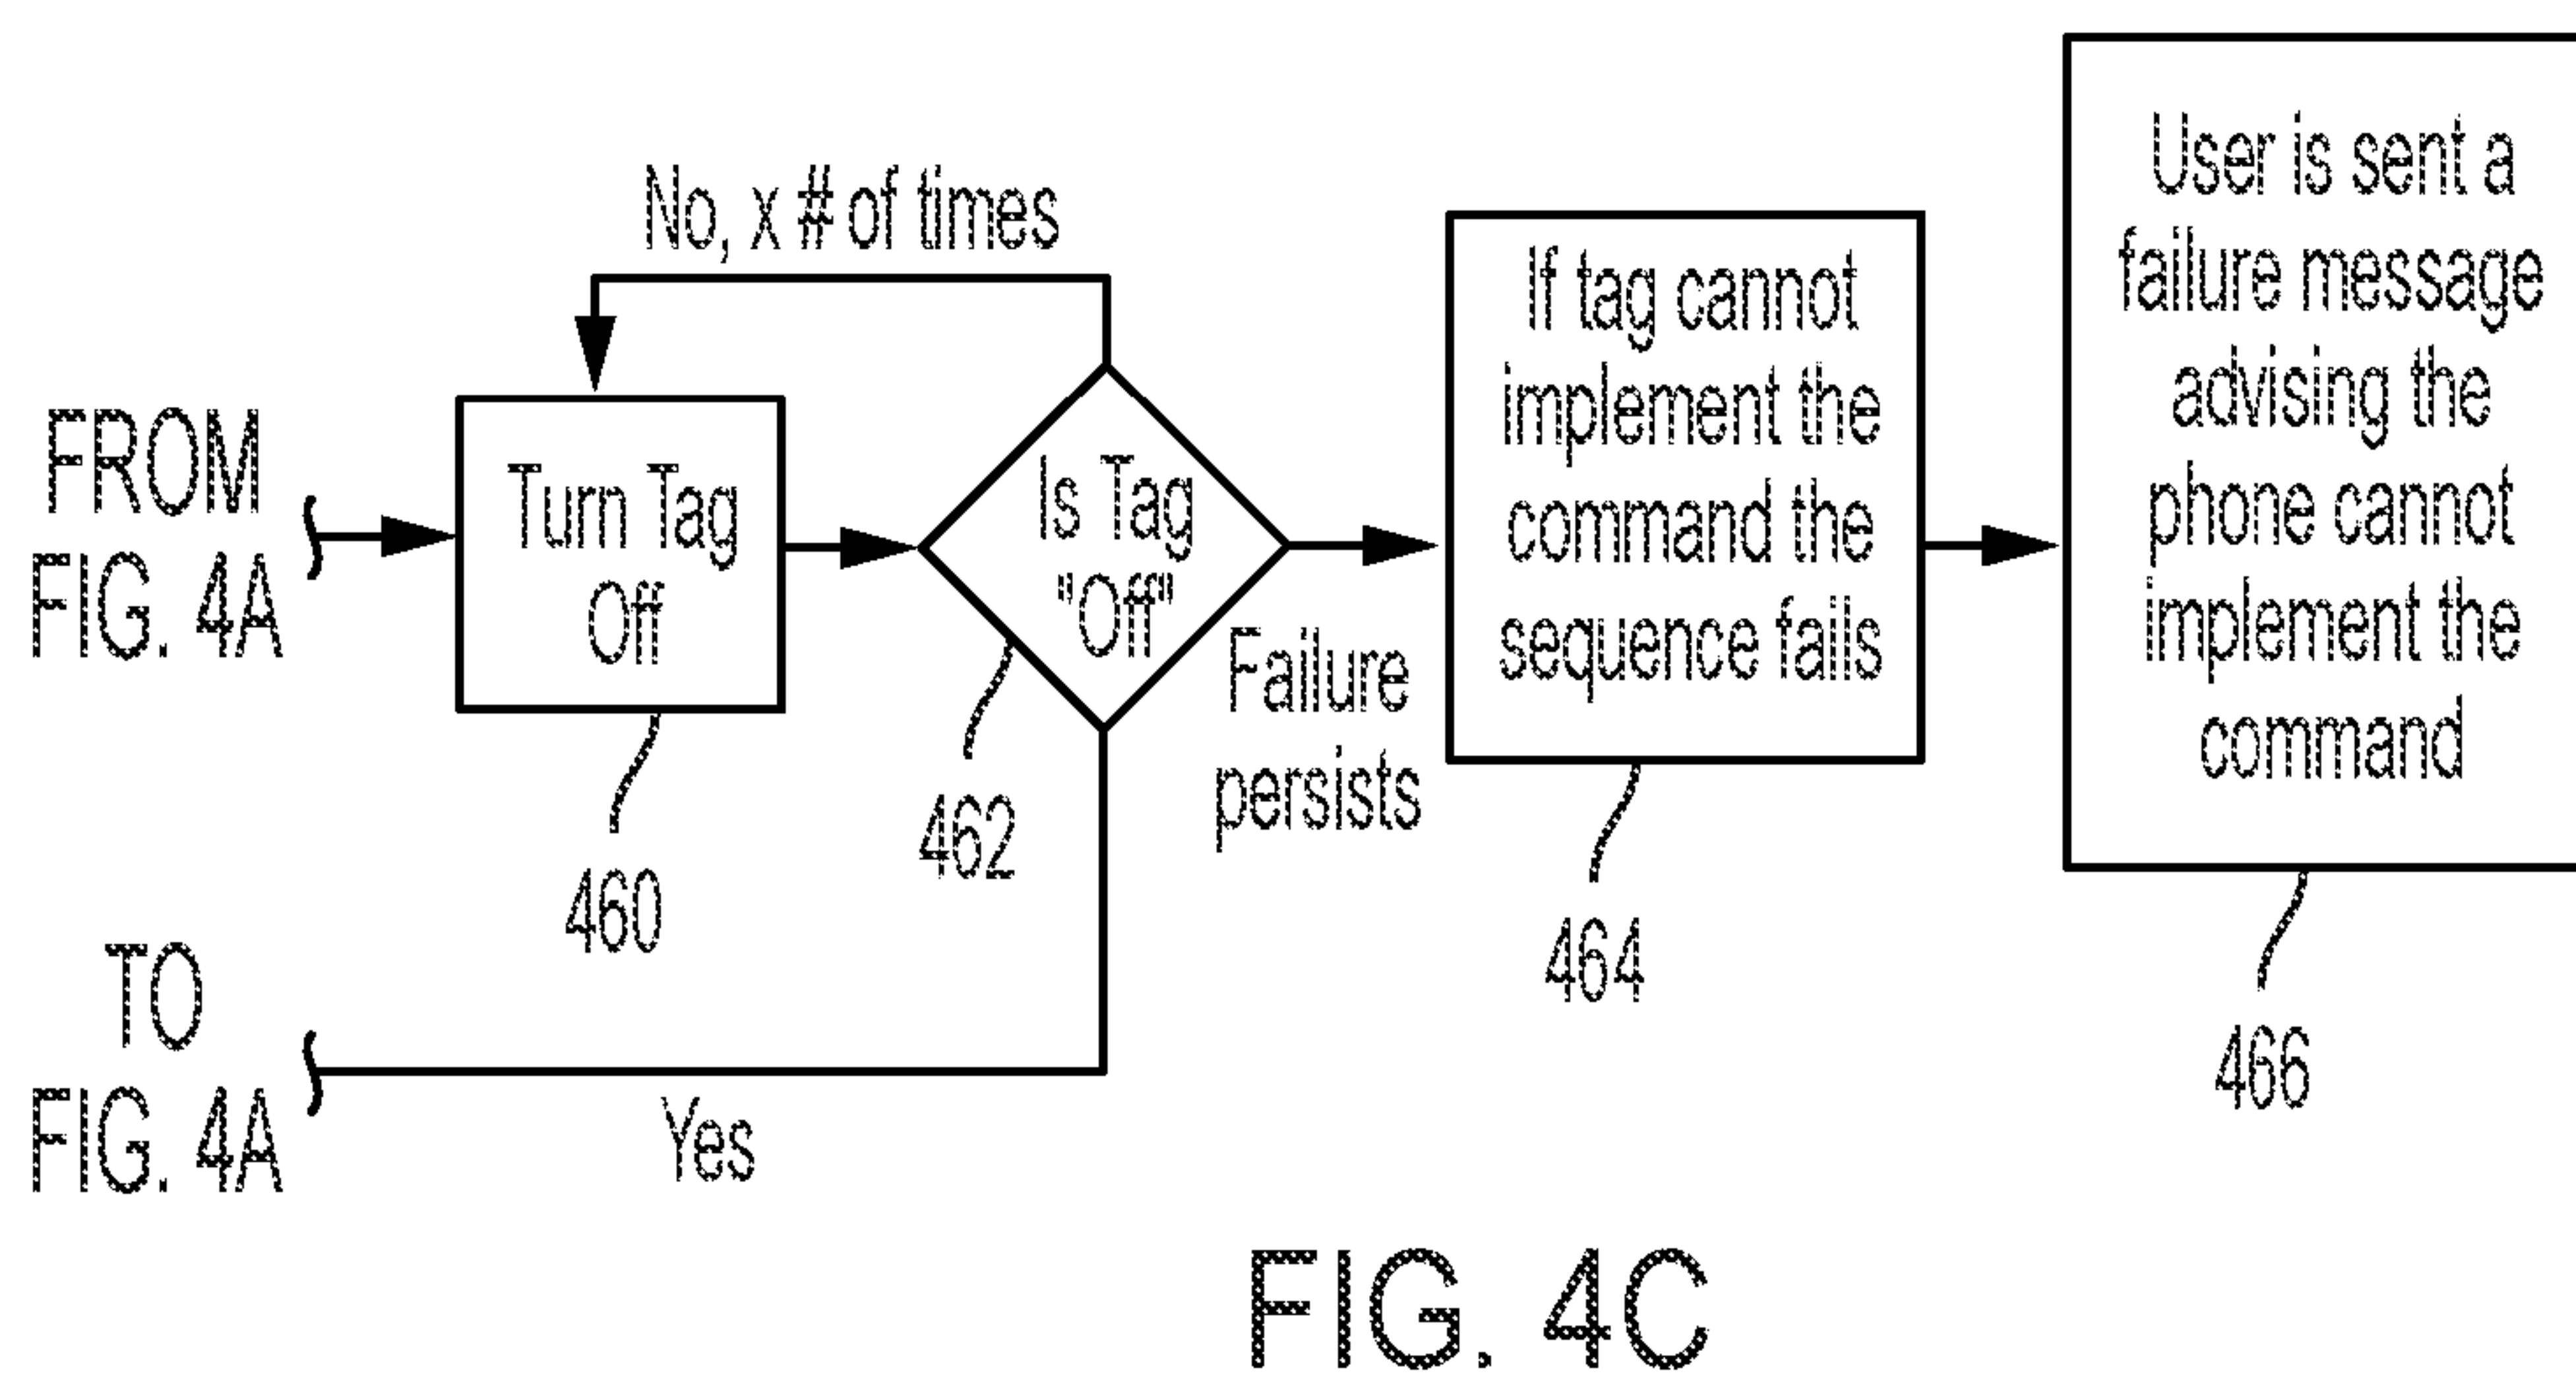 No, x # of times
FROM
FIG. 4A
Turn Tag
Off
Is Tag
"Off"
Failure
persists
If tag cannot
implement the
command the
sequence fails
User is sent a
failure message
advising the
phone cannot
implement the
command
460
462
464
466
TO
FIG. 4A
Yes
FIG. 4C